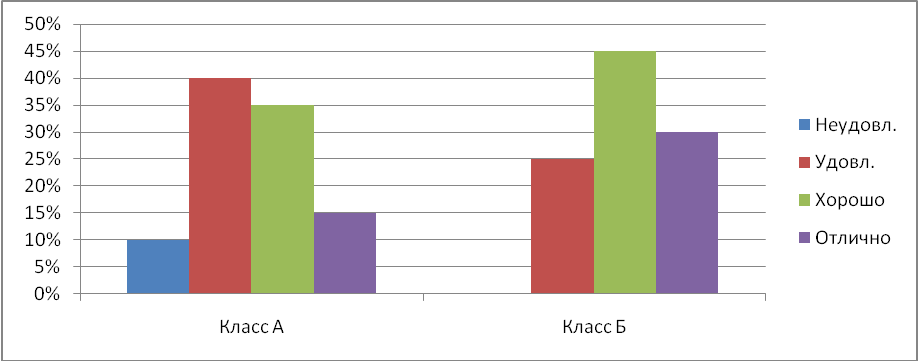 50%
45%
40%
35%
30%
25%
20%
15%
10%
5%
0%
Класс А
Класс Б
Неудовл.
Удовл.
Хорошо
Отлично